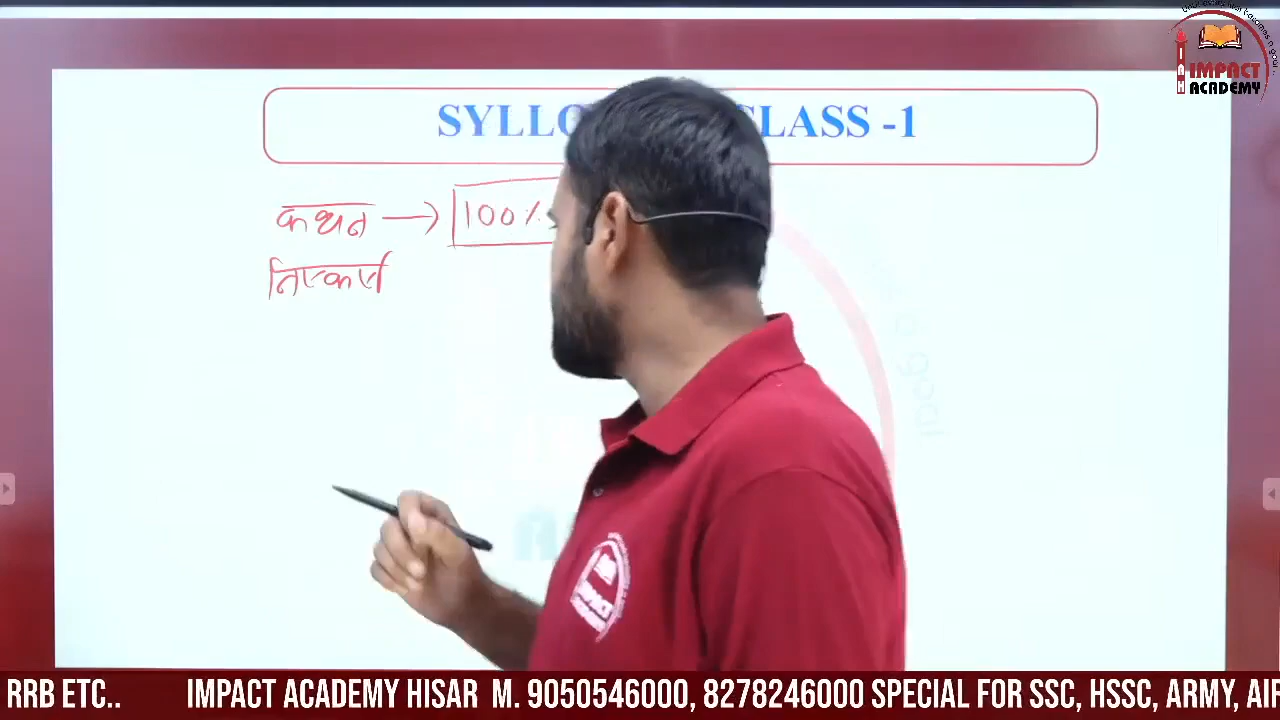 IMPACT
ACADEMY
SYLLO LASS -1
कथन → 100%
निष्कर्ष
RRB ETC.. IMPACT ACADEMY HISAR M. 9050546000, 8278246000 SPECIAL FOR SSC, HSSC, ARMY, AIR